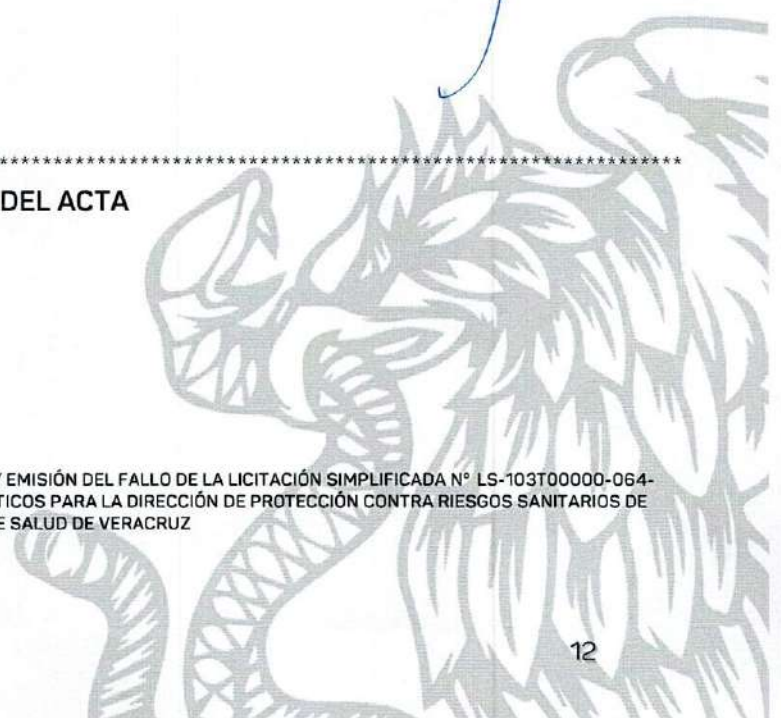 ********************************************************************
DEL ACTA
EMISIÓN DEL FALLO DE LA LICITACIÓN SIMPLIFICADA N° LS-103T00000-064-
TICOS PARA LA DIRECCIÓN DE PROTECCIÓN CONTRA RIESGOS SANITARIOS DE
E SALUD DE VERACRUZ
12